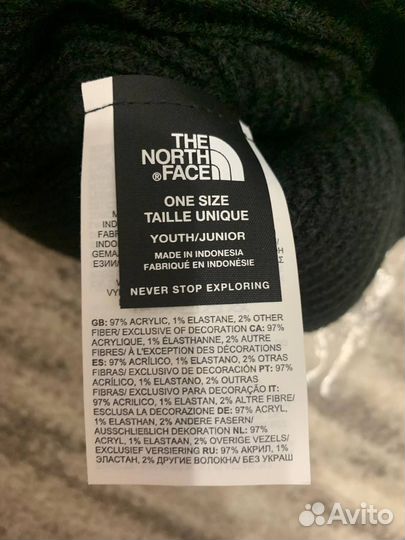 THE
NORTH
®FACE
ONE SIZE
TAILLE UNIQUE
YOUTH/JUNIOR
MADE IN INDONESIA
FABRIQUÉ EN INDONÉSIE
NEVER STOP EXPLORING
GB: 97% ACRYLIC, 1% ELASTANE, 2% OTHER
FIBER/ EXCLUSIVE OF DECORATION CA: 97%
ACRYLIQUE, 1% ÉLASTHANNE, 2% AUTRE
FIBRES/ À L'EXCEPTION DES DÉCORATIONS
ES: 97% ACRÍLICO, 1% ELASTANO, 2% OTRAS
FIBRAS/ EXCLUSIVO DE DECORACIÓN PT: 97%
ACRÍLICO, 1% ELASTANO, 2% OUTRAS
FIBRAS/ EXCLUSIVO PARA DECORAÇÃO IT:
97% ACRILICO, 1% ELASTAN, 2% ALTRE FIBRE/
ESCLUSA LA DECORAZIONE DE: 97% ACRYL,
1% ELASTHAN, 2% ANDERE FASERN/
AUSSCHLIEßLICH DEKORATION NL: 97%
ACRYL, 1% ELASTAAN, 2% OVERIGE VEZELS/
EXCLUSIEF VERSIERING RU: 97% АКРИЛ, 1%
ЭЛАСТАН, 2% ДРУГИЕ ВОЛОКНА/ БЕЗ
Avito